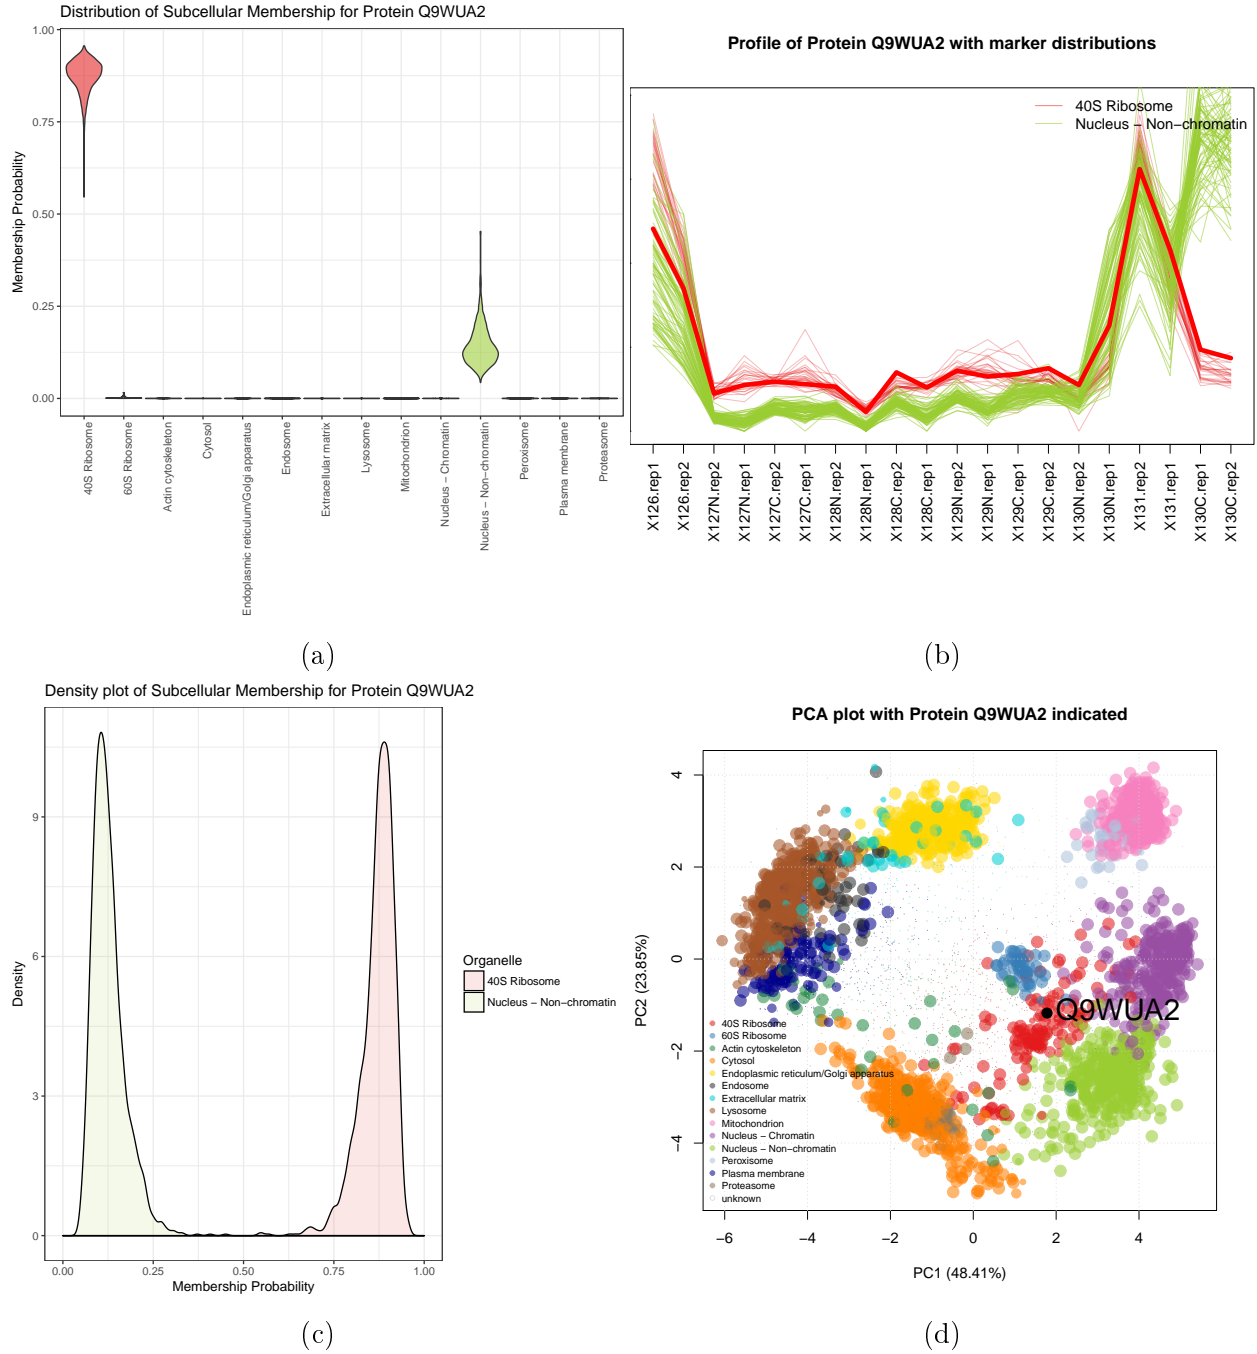 Distribution of Subcellular Membership for Protein Q9WUA2
1.00
0.75
0.50
0.25
0.00
Membership Probability
40S Ribosome
60S Ribosome
Actin cytoskeleton
Cytosol
Endoplasmic reticulum/Golgi apparatus
Endosome
Extracellular matrix
Lysosome
Mitochondrion
Nucleus − Chromatin
Nucleus − Non−chromatin
Peroxisome
Plasma membrane
Proteasome
(a)
Profile of Protein Q9WUA2 with marker distributions
40S Ribosome
Nucleus − Non−chromatin
X126.rep1
X126.rep2
X127N.rep2
X127N.rep1
X127C.rep2
X127C.rep1
X128N.rep2
X128N.rep1
X128C.rep2
X128C.rep1
X129N.rep2
X129N.rep1
X129C.rep1
X129C.rep2
X130N.rep2
X130N.rep1
X131.rep2
X131.rep1
X130C.rep1
X130C.rep2
(b)
Density plot of Subcellular Membership for Protein Q9WUA2
9
6
3
0
Density
0.00
0.25
0.50
0.75
1.00
Membership Probability
Organelle
40S Ribosome
Nucleus − Non−chromatin
(c)
PCA plot with Protein Q9WUA2 indicated
4
2
0
−2
−4
PC2 (23.85%)
Q9WUA2
40S Ribosome
60S Ribosome
Actin cytoskeleton
Cytosol
Endoplasmic reticulum/Golgi apparatus
Endosome
Extracellular matrix
Lysosome
Mitochondrion
Nucleus − Chromatin
Nucleus − Non−chromatin
Peroxisome
Plasma membrane
Proteasome
unknown
−6
−4
−2
0
2
4
PC1 (48.41%)
(d)